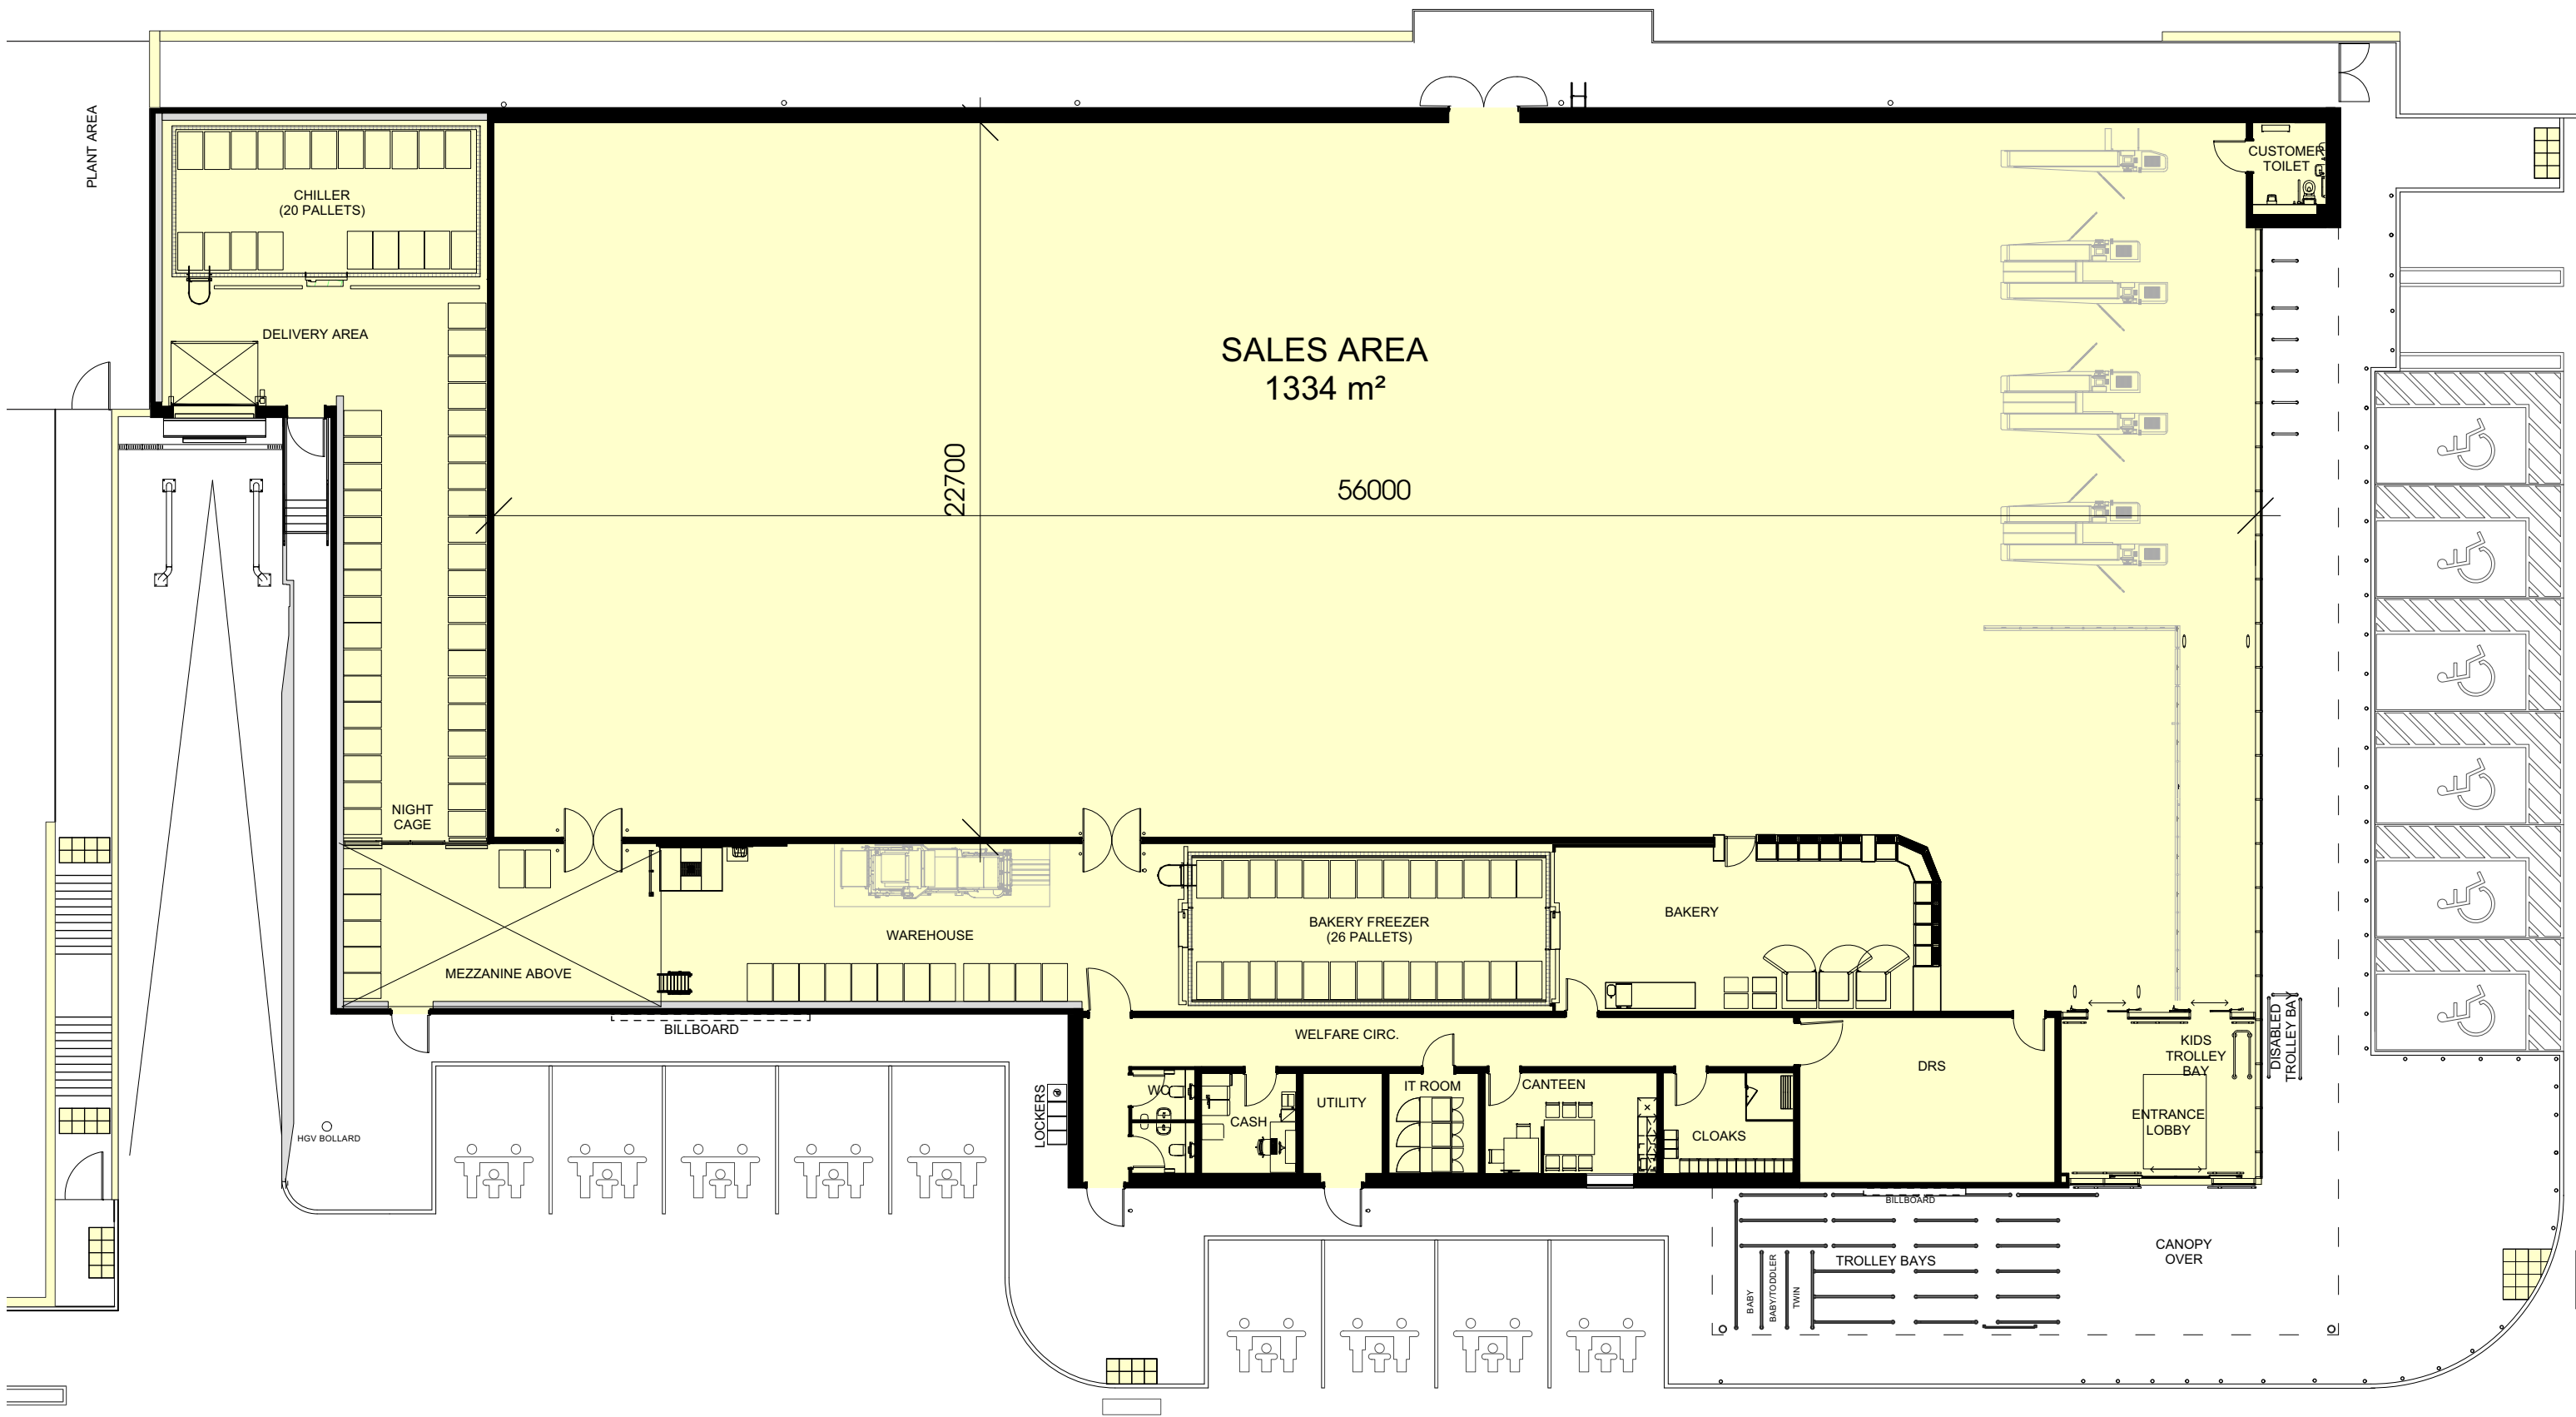 PLANT AREA
CHILLER
(20 PALLETS)
CUSTOMER
TOILET
DELIVERY AREA
SALES AREA
1334 m²
22700
56000
NIGHT
CAGE
WAREHOUSE
MEZZANINE ABOVE
BAKERY FREEZER
(26 PALLETS)
BAKERY
BILLBOARD
WELFARE CIRC.
DRS
KIDS
TROLLEY
BAY
DISABLED
TROLLEY BAY
ENTRANCE
LOBBY
LOCKERS
WC
CASH
UTILITY
IT ROOM
CANTEEN
CLOAKS
HGV BOLLARD
BILLBOARD
TROLLEY BAYS
BABY
BABY/TODDLER
TWIN
CANOPY
OVER